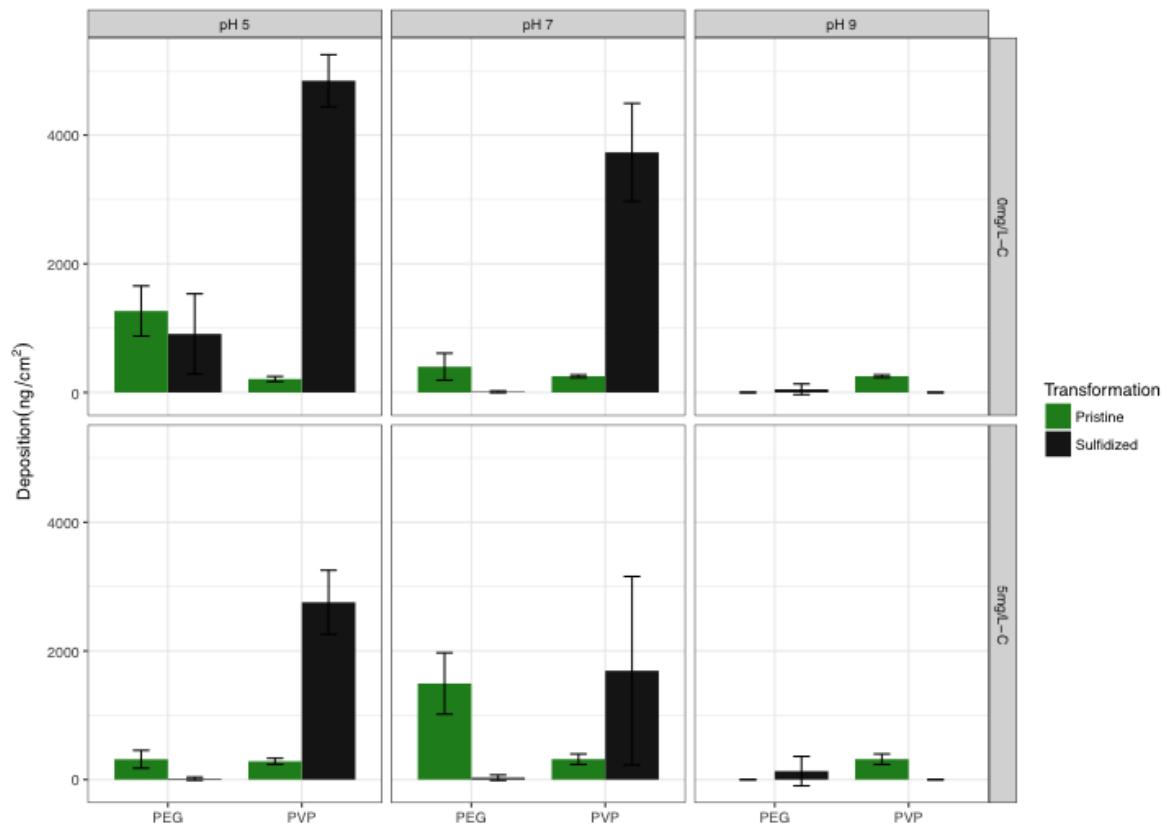 pH 5
pH 7
pH 9
Deposition(ng/cm²)
4000
2000
0
4000
2000
0
0mg/L−C
5mg/L−C
PEG
PVP
PEG
PVP
PEG
PVP
Transformation
Pristine
Sulfidized